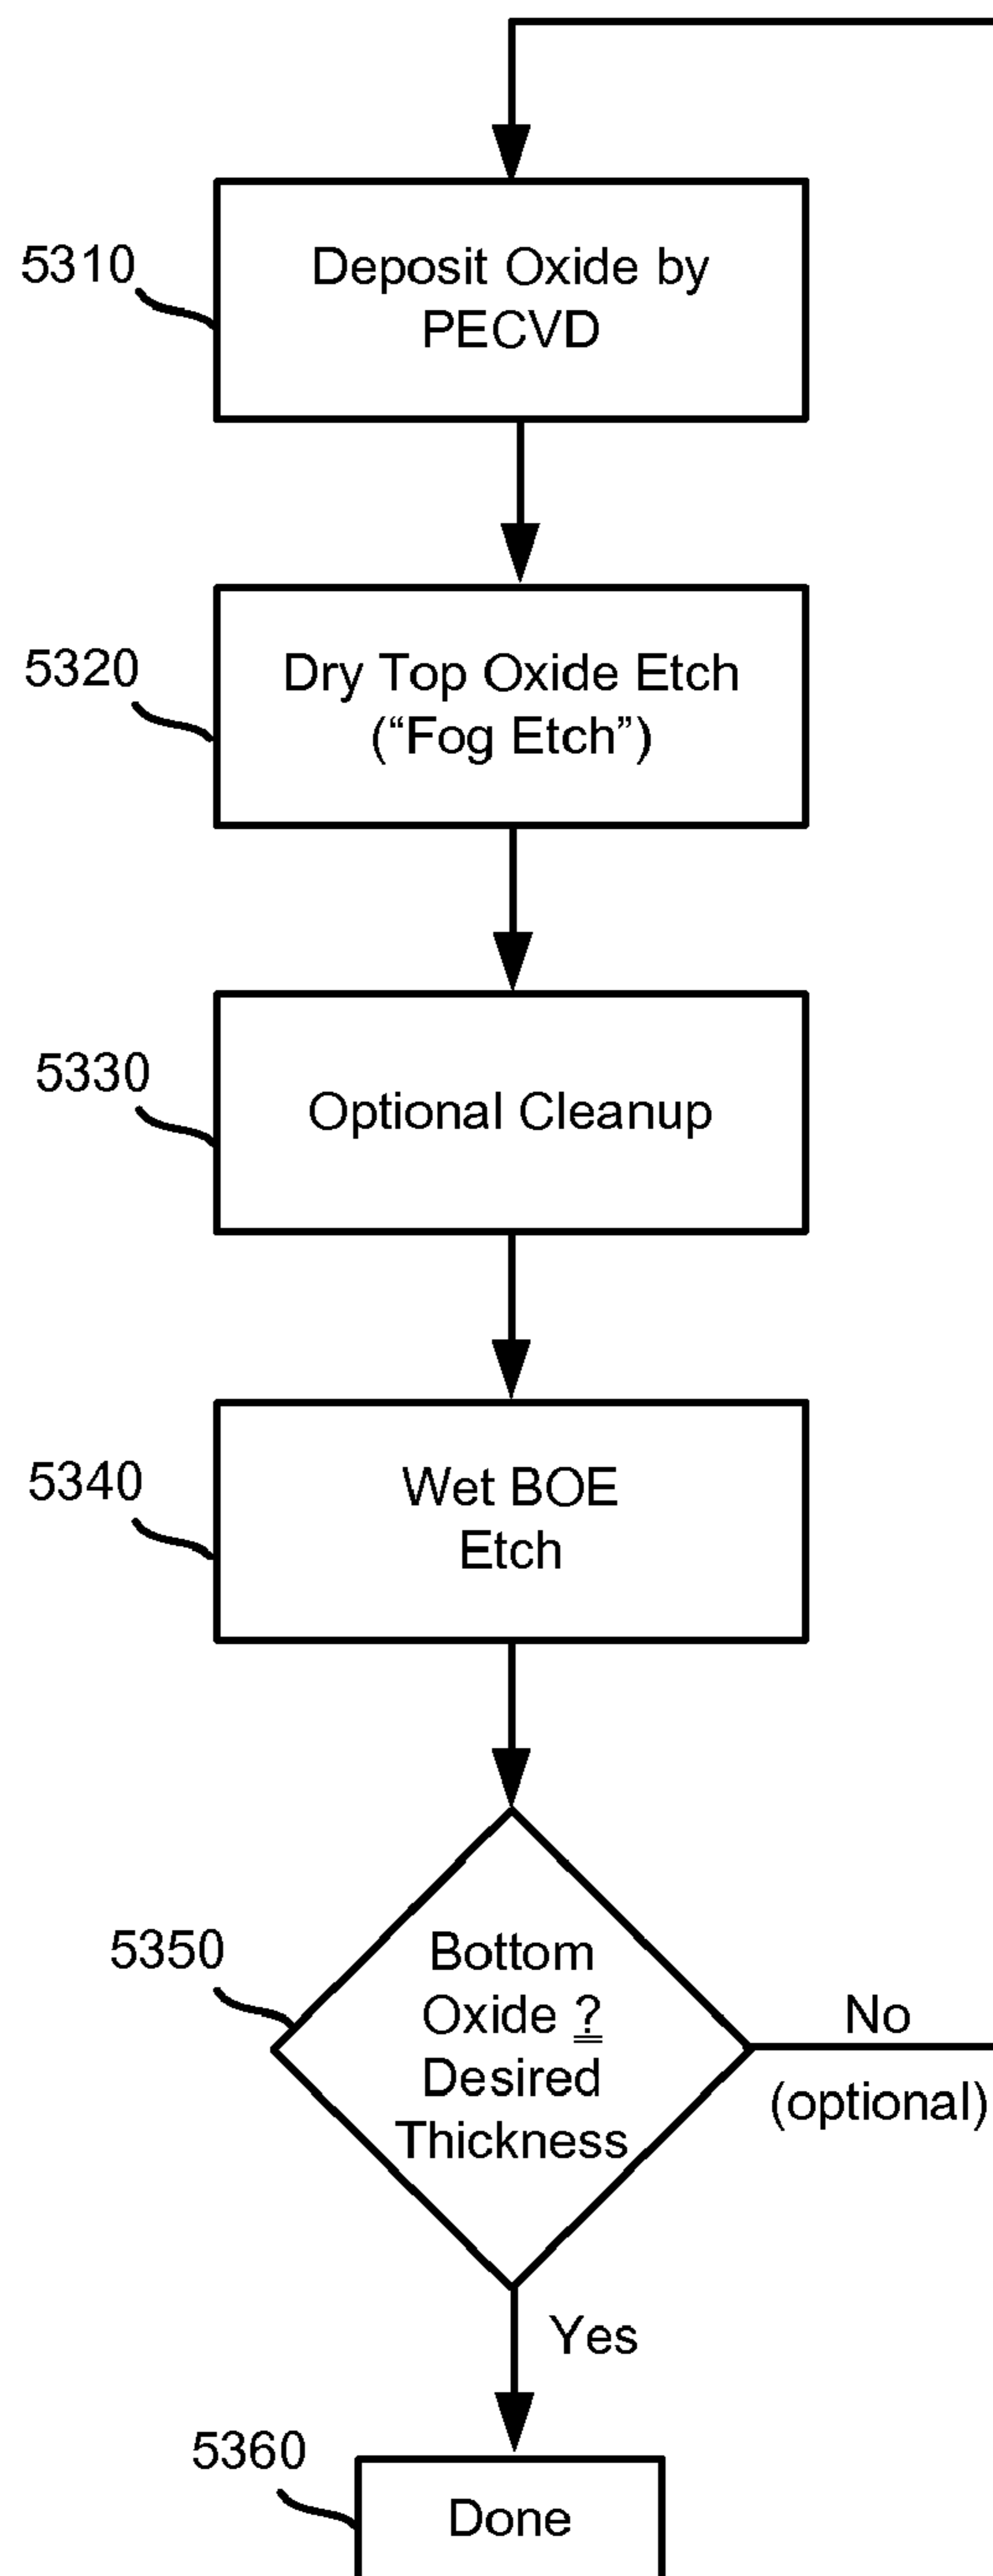 5310
Deposit Oxide by
PECVD
5320
Dry Top Oxide Etch
(“Fog Etch”)
5330
Optional Cleanup
5340
Wet BOE
Etch
5350
Bottom
Oxide ?
Desired
Thickness
No
(optional)
Yes
5360
Done